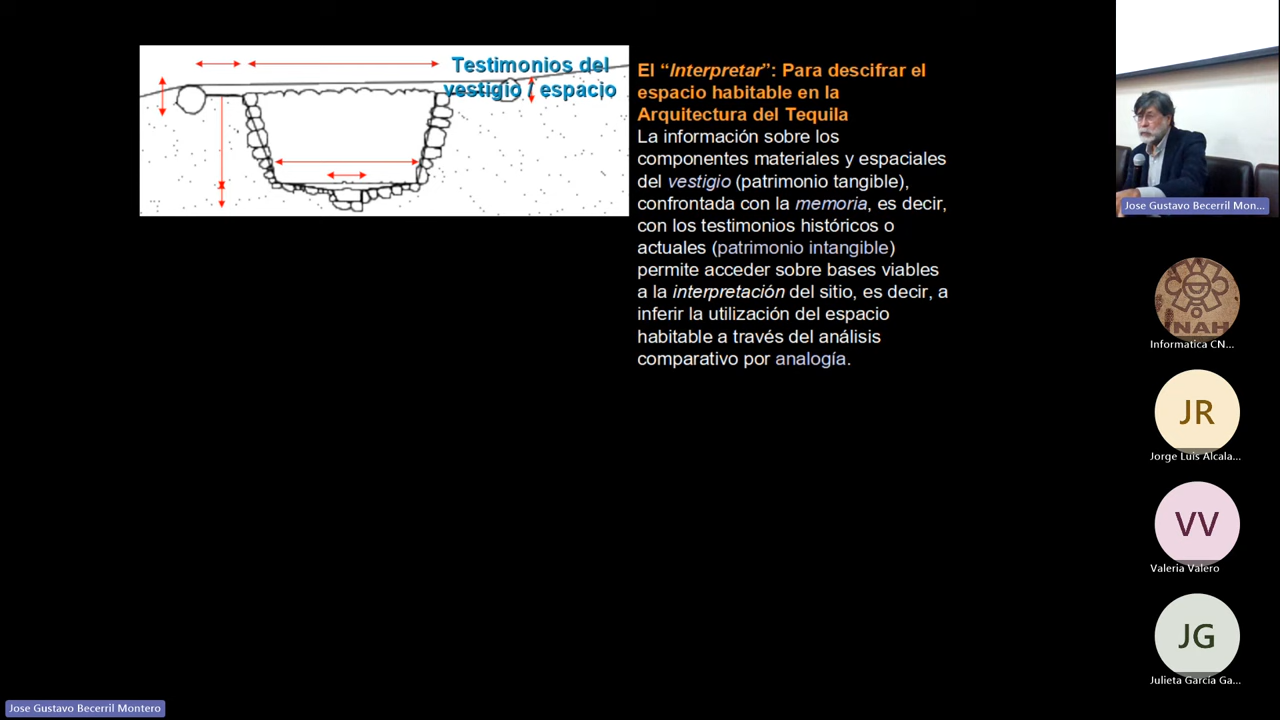 Testimonios del
vestigio / espacio
El “Interpretar”: Para descifrar el
espacio habitable en la
Arquitectura del Tequila
La información sobre los
componentes materiales y espaciales
del vestigio (patrimonio tangible),
confrontada con la memoria, es decir,
con los testimonios históricos o
actuales (patrimonio intangible)
permite acceder sobre bases viables
a la interpretación del sitio, es decir, a
inferir la utilización del espacio
habitable a través del análisis
comparativo por analogía.
Jose Gustavo Becerril Mon...
INAH
Informatica CN...
JR
Jorge Luis Alcala...
VV
Valeria Valero
JG
Julieta García Ga...
Jose Gustavo Becerril Montero